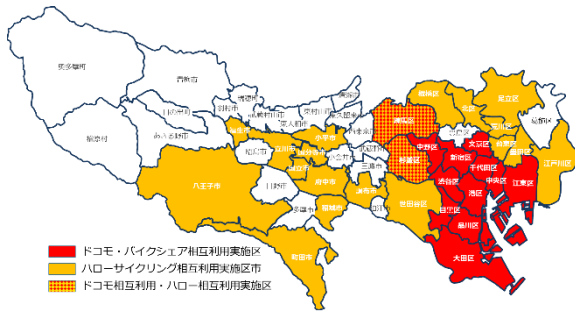 奥多摩町
青梅市
瑞穂町
日の出町
羽村市
武蔵村山市
東村山市
清瀬市
東久留米市
檜原村
あきる野市
福生市
東大和市
小平市
西東京市
練馬区
板橋区
北区
足立区
葛飾区
昭島市
立川市
国分寺市
小金井市
武蔵野市
杉並区
中野区
豊島区
文京区
荒川区
台東区
墨田区
江戸川区
八王子市
日野市
国立市
府中市
三鷹市
調布市
狛江市
世田谷区
渋谷区
新宿区
千代田区
中央区
江東区
港区
目黒区
品川区
大田区
多摩市
稲城市
町田市
ドコモ・バイクシェア相互利用実施区
ハローサイクリング相互利用実施区市
ドコモ相互利用・ハロー相互利用実施区